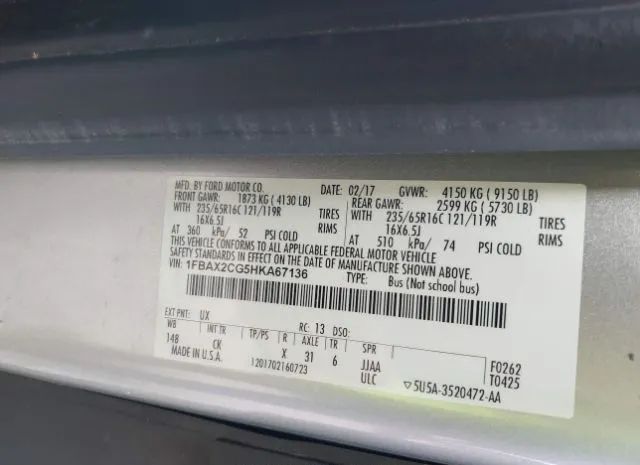 MFD. BY FORD MOTOR CO. DATE: 02/17 GVWR: 4150 KG ( 9150 LB)
FRONT GAWR: 1873 KG ( 4130 LB) REAR GAWR: 2599 KG ( 5730 LB)
WITH 235/65R16C 121/119R TIRES WITH 235/65R16C 121/119R TIRES
16X6.5J RIMS 16X6.5J RIMS
AT 360 kPa/ 52 PSI COLD AT 510 kPa/ 74 PSI COLD
THIS VEHICLE CONFORMS TO ALL APPLICABLE FEDERAL MOTOR VEHICLE
SAFETY STANDARDS IN EFFECT ON THE DATE OF MANUFACTURE SHOWN ABOVE.
VIN: 1FBAX2CG5HKA67136 TYPE: Bus (Not school bus)
EXT PNT: UX RC: 13 DSO:
WB INT TR TP/PS R AXLE TR SPR
148 CK X 31 6 JJAA F0262
MADE IN U.S.A. 1201702160723 ULC T0425
▽5U5A-3520472-AA